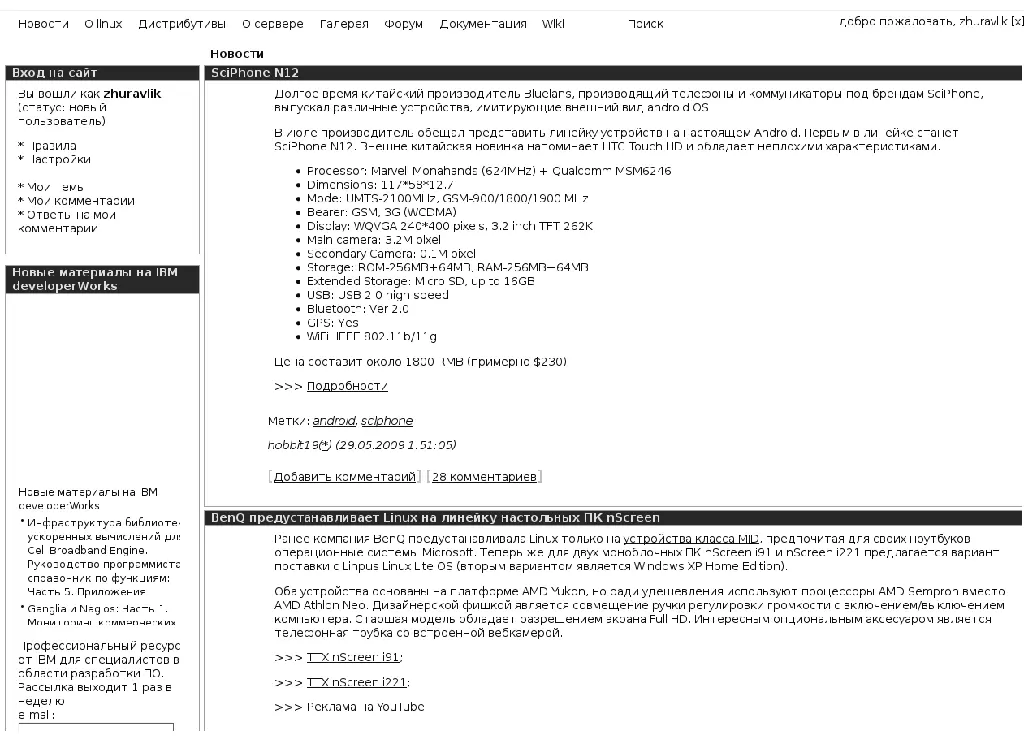 Новости О linux Дистрибутивы О сервере Галерея Форум Документация Wiki Поиск
добро пожаловать, zhuravlik [x]
Новости
Вход на сайт
Вы вошли как zhuravlik
(статус: новый
пользователь)
* Правила
* Настройки
* Мои темы
* Мои комментарии
* Ответы на мои
комментарии
Новые материалы на IBM
developerWorks
Новые материалы на IBM
developerWorks
• Инфраструктура библиоте
ускоренных вычислений для
Cell Broadband Engine.
Руководство программиста
справочник по функциям:
Часть 5. Приложения
• Ganglia и Nagios: Часть 1.
Мониторинг коммерческих
Профессиональный ресурс
от IBM для специалистов в
области разработки ПО.
Рассылка выходит 1 раз в
неделю
e-mail:
SciPhone N12
Долгое время китайский производитель Bluelans, производящий телефоны и коммуникаторы под брендам SciPhone,
выпускал различные устройства, имитирующие внешний вид android OS.
В июле производитель обещал представить линейку устройств на настоящем Android. Первым в линейке станет
SciPhone N12. Внешне китайская новинка напоминает HTC Touch HD и обладает неплохими характеристиками.
• Processor: Marvell Monahands (624MHz) + Qualcomm MSM6246
• Dimensions: 117*58*12.7
• Mode: UMTS-2100MHz, GSM-900/1800/1900 MHz
• Bearer: GSM, 3G (WCDMA)
• Display: WQVGA 240*400 pixels, 3.2 inch TFT 262K
• Main camera: 3.2M pixel
• Secondary Camera: 0.1M pixel
• Storage: ROM-256MB+64MB, RAM-256MB+64MB
• Extended Storage: Micro SD, up to 16GB
• USB: USB 2.0 high speed
• Bluetooth: Ver 2.0
• GPS: Yes
• WiFi: IEEE 802.11b/11g
Цена составит около 1800 RMB (примерно $230)
>>> Подробности
Метки: android, sciphone
hobbit19(*) (29.05.2009 1:51:05)
[Добавить комментарий] [28 комментариев]
BenQ предустанавливает Linux на линейку настольных ПК nScreen
Ранее компания BenQ предустанавливала Linux только на устройства класса MID, предпочитая для своих ноутбуков
операционные системы Microsoft. Теперь же для двух моноблочных ПК nScreen i91 и nScreen i221 предлагается вариант
поставки с Linpus Linux Lite OS (вторым вариантом является Windows XP Home Edition).
Оба устройства основаны на платформе AMD Yukon, но ради удешевления используют процессоры AMD Sempron вместо
AMD Athlon Neo. Дизайнерской фишкой является совмещение ручки регулировки громкости с включением/выключением
компьютера. Старшая модель обладает разрешением экрана Full HD. Интересным опциональным аксесуаром является
телефонная трубка со встроенной вебкамерой.
>>> ТТХ nScreen i91;
>>> ТТХ nScreen i221;
>>> Реклама на YouTube